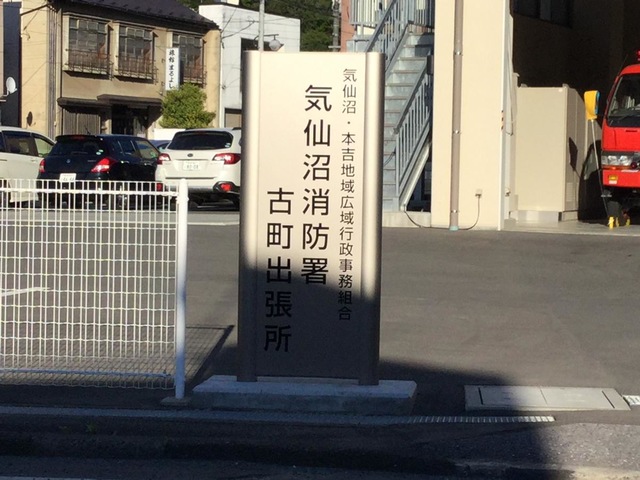 気仙沼・本吉地域広域行政事務組合
気仙沼消防署
古町出張所